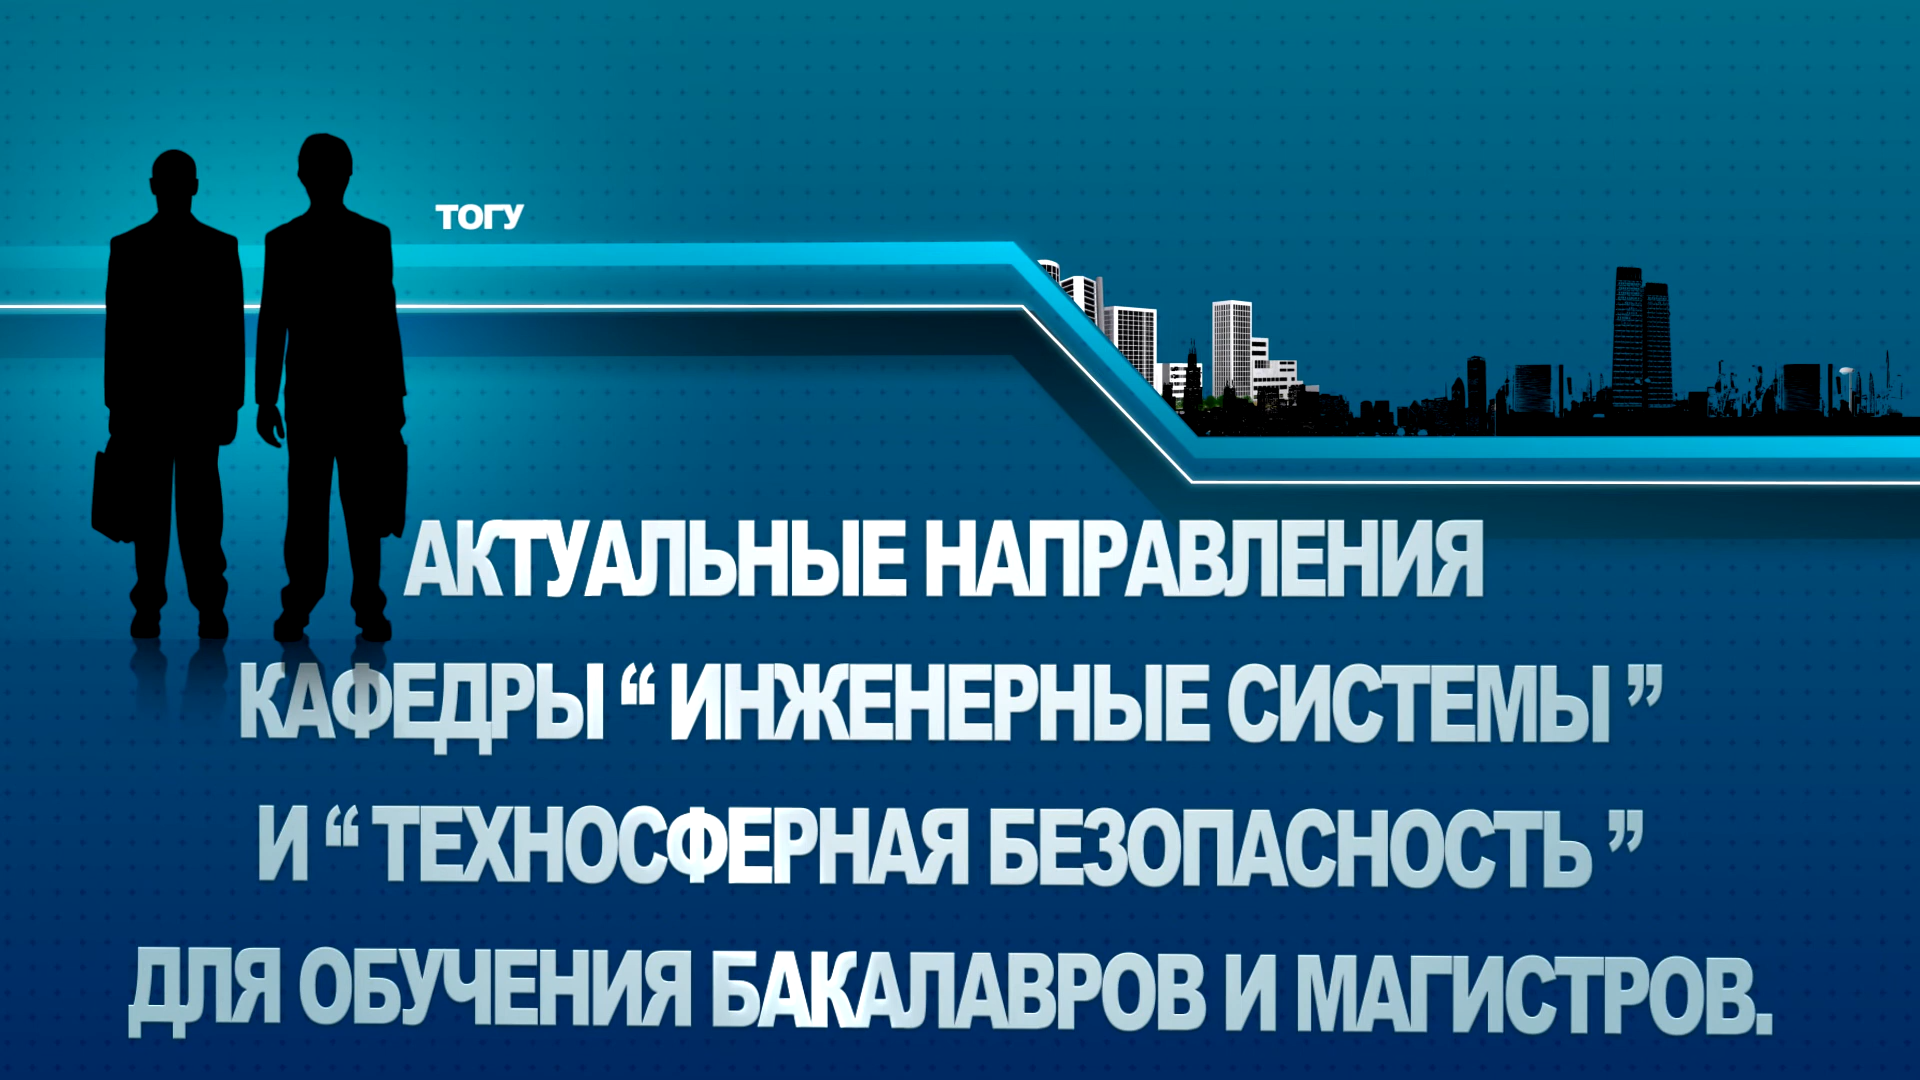 ТОГУ
АКТУАЛЬНЫЕ НАПРАВЛЕНИЯ
КАФЕДРЫ “ ИНЖЕНЕРНЫЕ СИСТЕМЫ ”
И “ ТЕХНОСФЕРНАЯ БЕЗОПАСНОСТЬ ”
ДЛЯ ОБУЧЕНИЯ БАКАЛАВРОВ И МАГИСТРОВ.